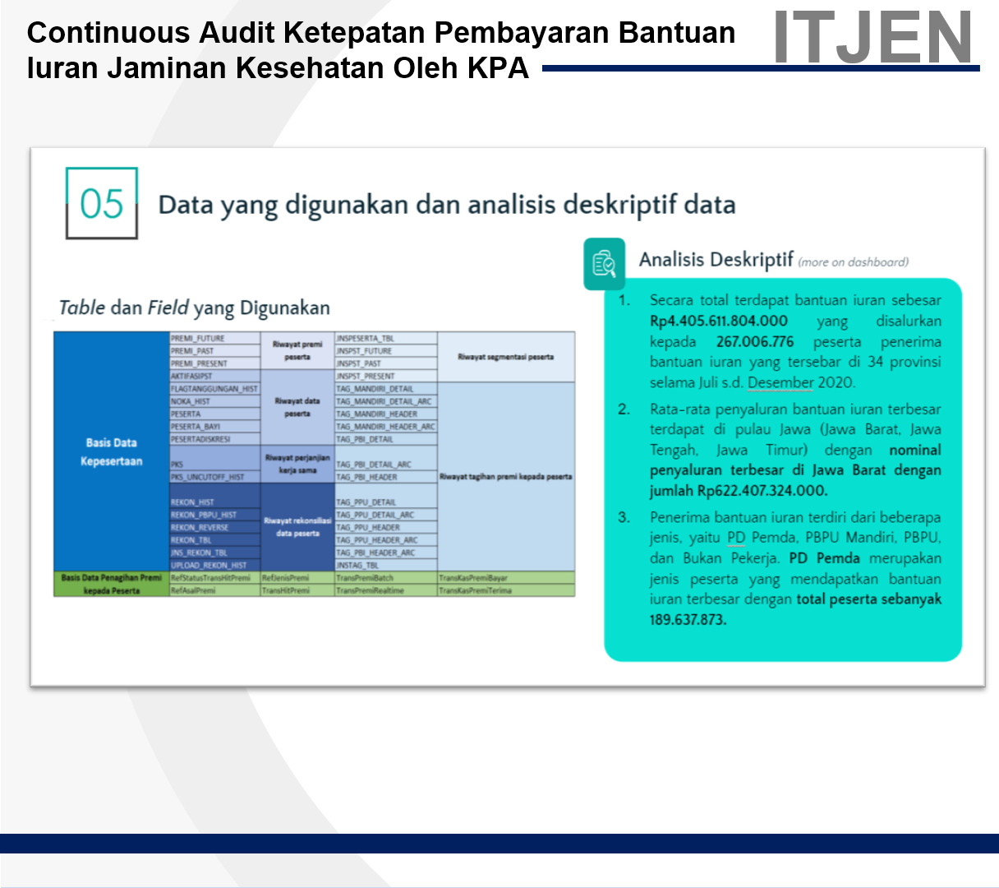 Continuous Audit Ketepatan Pembayaran Bantuan
Iuran Jaminan Kesehatan Oleh KPA
ITJEN
05
Data yang digunakan dan analisis deskriptif data
Table dan Field yang Digunakan
Basis Data
Kepesertaan
PREMI_FUTURE
PREMI_PAST
PREMI_PRESENT
AKTIFASIPST
FLAGTANGGUNGAN_HIST
NOKA_HIST
PESERTA
PESERTA_BAYI
PESERTADISKRESI
PKS
PKS_UNCUTOFF_HIST
REKON_HIST
REKON_PBPU_HIST
REKON_REVERSE
REKON_TBL
JNS_REKON_TBL
UPLOAD_REKON_HIST
Riwayat premi
peserta
Riwayat data
peserta
Riwayat perjanjian
kerja sama
Riwayat rekonsiliasi
data peserta
JNSPESERTA_TBL
JNSPST_FUTURE
JNSPST_PAST
JNSPST_PRESENT
TAG_MANDIRI_DETAIL
TAG_MANDIRI_DETAIL_ARC
TAG_MANDIRI_HEADER
TAG_MANDIRI_HEADER_ARC
TAG_PBI_DETAIL
TAG_PBI_DETAIL_ARC
TAG_PBI_HEADER
TAG_PPU_DETAIL
TAG_PPU_DETAIL_ARC
TAG_PPU_HEADER
TAG_PPU_HEADER_ARC
TAG_PBI_HEADER_ARC
JNSTAG_TBL
Riwayat segmentasi peserta
Riwayat tagihan premi kepada peserta
Basis Data Penagihan Premi
kepada Peserta
RefStatusTransHitPremi RefJenisPremi TransPremiBatch TransKasPremiBayar
RefAsalPremi TransHitPremi TransPremiRealtime TransKasPremiTerima
Analisis Deskriptif (more on dashboard)
1. Secara total terdapat bantuan iuran sebesar
Rp4.405.611.804.000 yang disalurkan
kepada 267.006.776 peserta penerima
bantuan iuran yang tersebar di 34 provinsi
selama Juli s.d. Desember 2020.
2. Rata-rata penyaluran bantuan iuran terbesar
terdapat di pulau Jawa (Jawa Barat, Jawa
Tengah, Jawa Timur) dengan nominal
penyaluran terbesar di Jawa Barat dengan
jumlah Rp622.407.324.000.
3. Penerima bantuan iuran terdiri dari beberapa
jenis, yaitu PD Pemda, PBPU Mandiri, PBPU,
dan Bukan Pekerja. PD Pemda merupakan
jenis peserta yang mendapatkan bantuan
iuran terbesar dengan total peserta sebanyak
189.637.873.